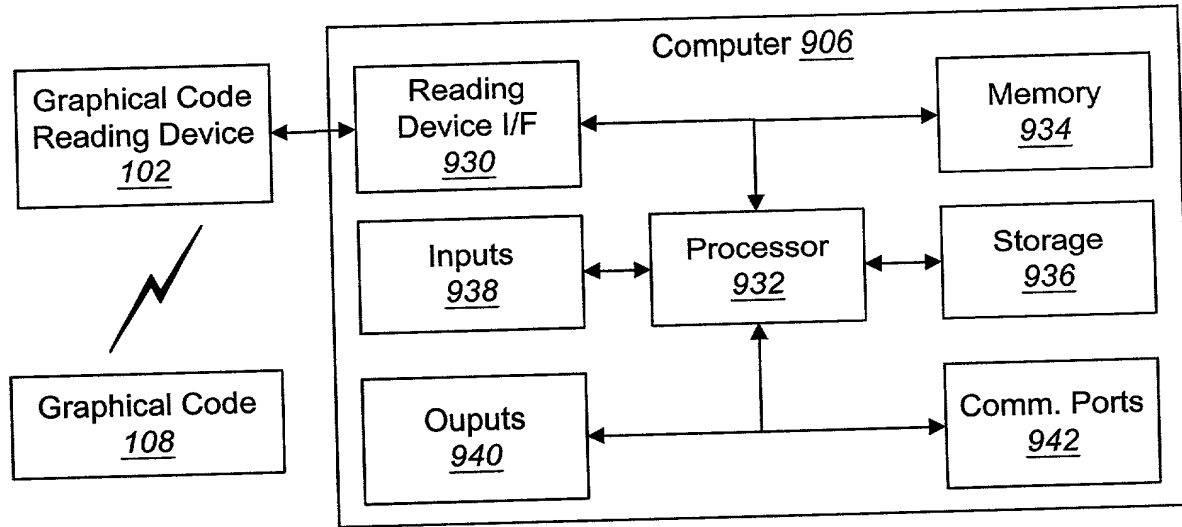 Computer 906
Graphical Code
Reading Device
102
Reading
Device I/F
930
Memory
934
Inputs
938
Processor
932
Storage
936
Graphical Code
108
Ouputs
940
Comm. Ports
942